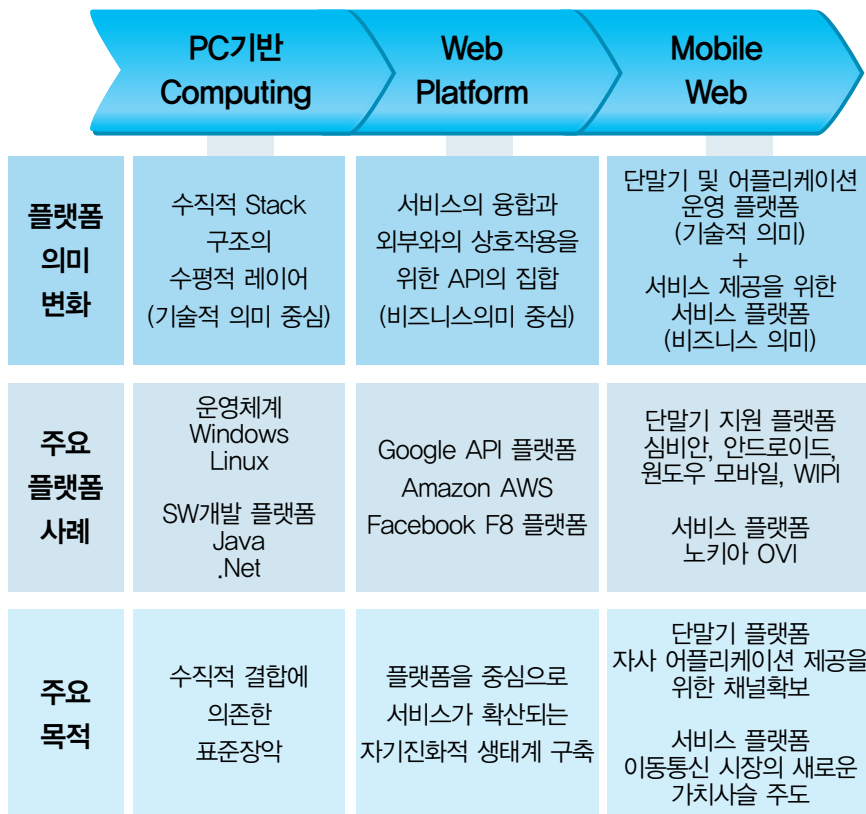 PC기반
Computing
Web
Platform
Mobile
Web
플랫폼
의미
변화
수직적 Stack
구조의
수평적 레이어
(기술적 의미 중심)
서비스의 융합과
외부와의 상호작용을
위한 API의 집합
(비즈니스의미 중심)
단말기 및 어플리케이션
운영 플랫폼
(기술적 의미)
+
서비스 제공을 위한
서비스 플랫폼
(비즈니스 의미)
주요
플랫폼
사례
운영체계
Windows
Linux
SW개발 플랫폼
Java
.Net
Google API 플랫폼
Amazon AWS
Facebook F8 플랫폼
단말기 지원 플랫폼
심비안, 안드로이드,
원도우 모바일, WIPI
서비스 플랫폼
노키아 OVI
주요
목적
수직적 결합에
의존한
표준장악
플랫폼을 중심으로
서비스가 확산되는
자기진화적 생태계 구축
단말기 플랫폼
자사 어플리케이션 제공을
위한 채널확보
서비스 플랫폼
이동통신 시장의 새로운
가치사슬 주도